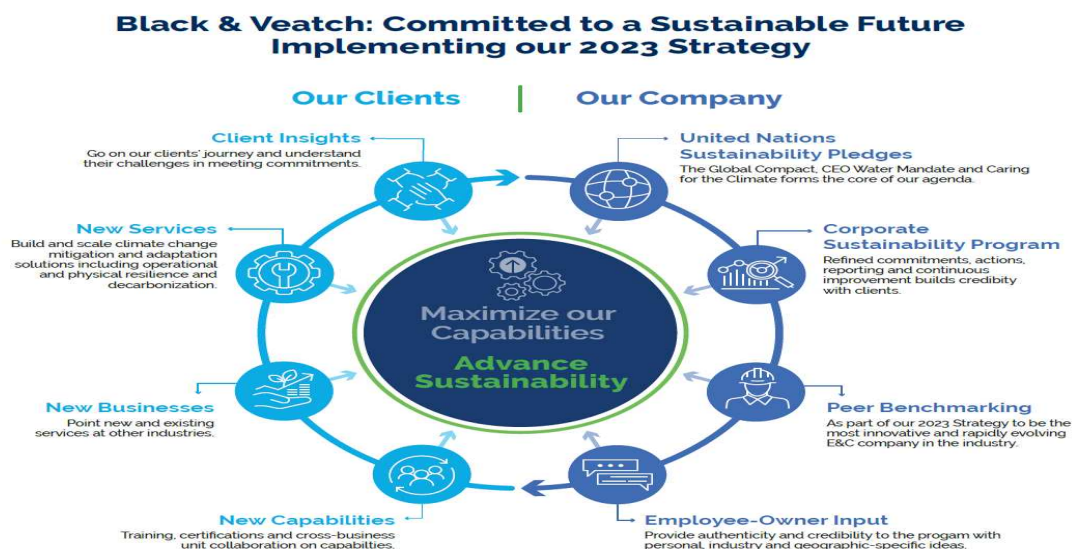 Black & Veatch: Committed to a Sustainable Future
Implementing our 2023 Strategy
Our Clients
Our Company
Client Insights
Go on our clients' journey and understand
their challenges in meeting commitments.
New Services
Build and scale climate change
mitigation and adaptation
solutions including operational
and physical resilience and
decarbonization.
New Businesses
Point new and existing
services at other industries.
New Capabilities
Training, certifications and cross-business
unit collaboration on capabilties.
United Nations
Sustainability Pledges
The Global Compact, CEO Water Mandate and Caring
for the Climate forms the core of our agenda.
Corporate
Sustainability Program
Refined commitments, actions,
reporting and continuous
improvement builds credibity
with clients.
Peer Benchmarking
As part of our 2023 Strategy to be the
most innovative and rapidly evolving
E&C company in the industry.
Employee-Owner Input
Provide authenticity and credibility to the progam with
personal, industry and geographic-specific ideas.
Maximize our
Capabilities
Advance
Sustainability